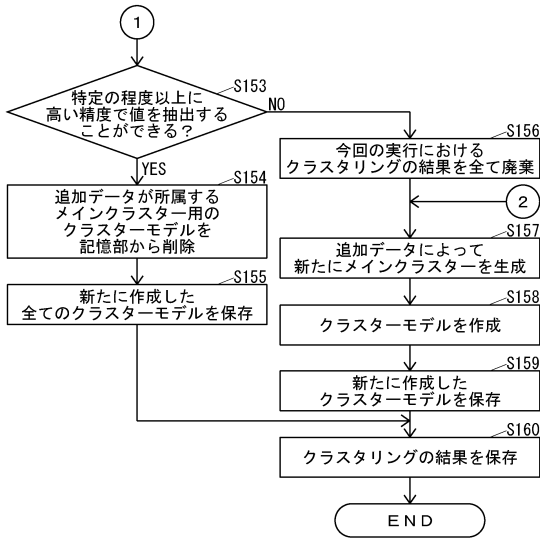 1
S153
特定の程度以上に
高い精度で値を抽出する
ことができる？
NO
YES
S154
追加データが所属する
メインクラスター用の
クラスターモデルを
記憶部から削除
S155
新たに作成した
全てのクラスターモデルを保存
S156
今回の実行における
クラスタリングの結果を全て廃棄
2
S157
追加データによって
新たにメインクラスターを生成
S158
クラスターモデルを作成
S159
新たに作成した
クラスターモデルを保存
S160
クラスタリングの結果を保存
END